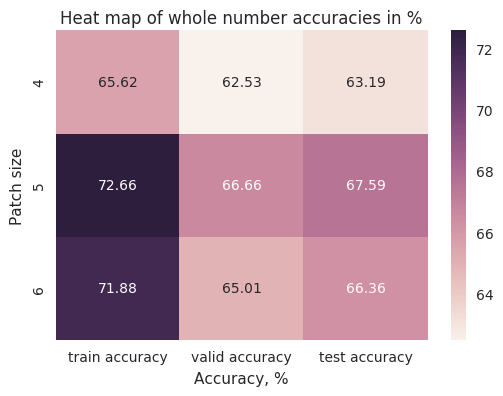 Heat map of whole number accuracies in %
Patch size
4
65.62
62.53
63.19
5
72.66
66.66
67.59
6
71.88
65.01
66.36
train accuracy
valid accuracy
test accuracy
Accuracy, %
72
70
68
66
64